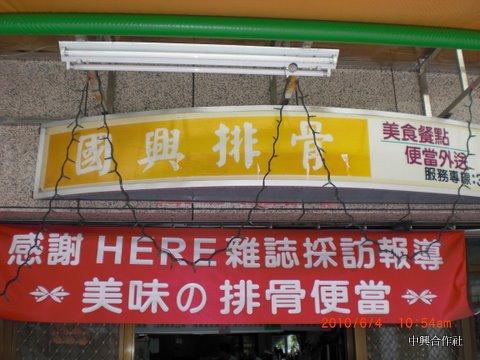 國興排骨
美食餐點
便當外送
服務專線:3
感謝 HERE 雜誌採訪報導
美味の排骨便當
2010/6/4 10:54am
中興合作社